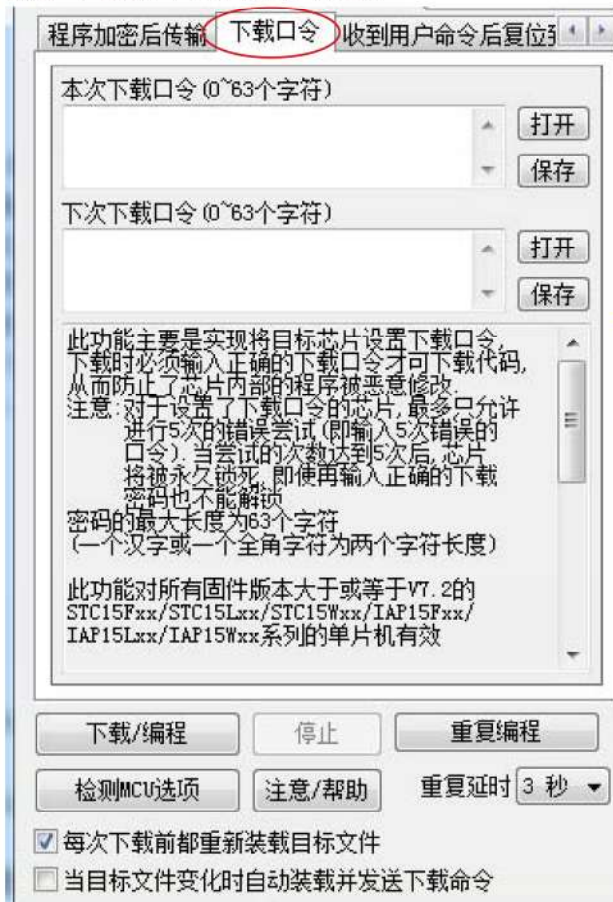 程序加密后传输 下载口令 收到用户命令后复位到
本次下载口令(0~63个字符)
打开
保存
下次下载口令(0~63个字符)
打开
保存
此功能主要是实现将目标芯片设置下载口令,
下载时必须输入正确的下载口令才可下载代码,
从而防止了芯片内部的程序被恶意修改.
注意:对于设置了下载口令的芯片,最多只允许
进行5次的错误尝试(即输入5次错误的
口令).当尝试的次数达到5次后,芯片
将被永久锁死,即使再输入正确的下载
密码也不能解锁
密码的最大长度为63个字符
(一个汉字或一个全角字符为两个字符长度)
此功能对所有固件版本大于或等于V7.2的
STC15Fxx/STC15Lxx/STC15Wxx/IAP15Fxx/
IAP15Lxx/IAP15Wxx系列的单片机有效
下载/编程 停止 重复编程
检测MCU选项 注意/帮助 重复延时 3 秒
每次下载前都重新装载目标文件
当目标文件变化时自动装载并发送下载命令